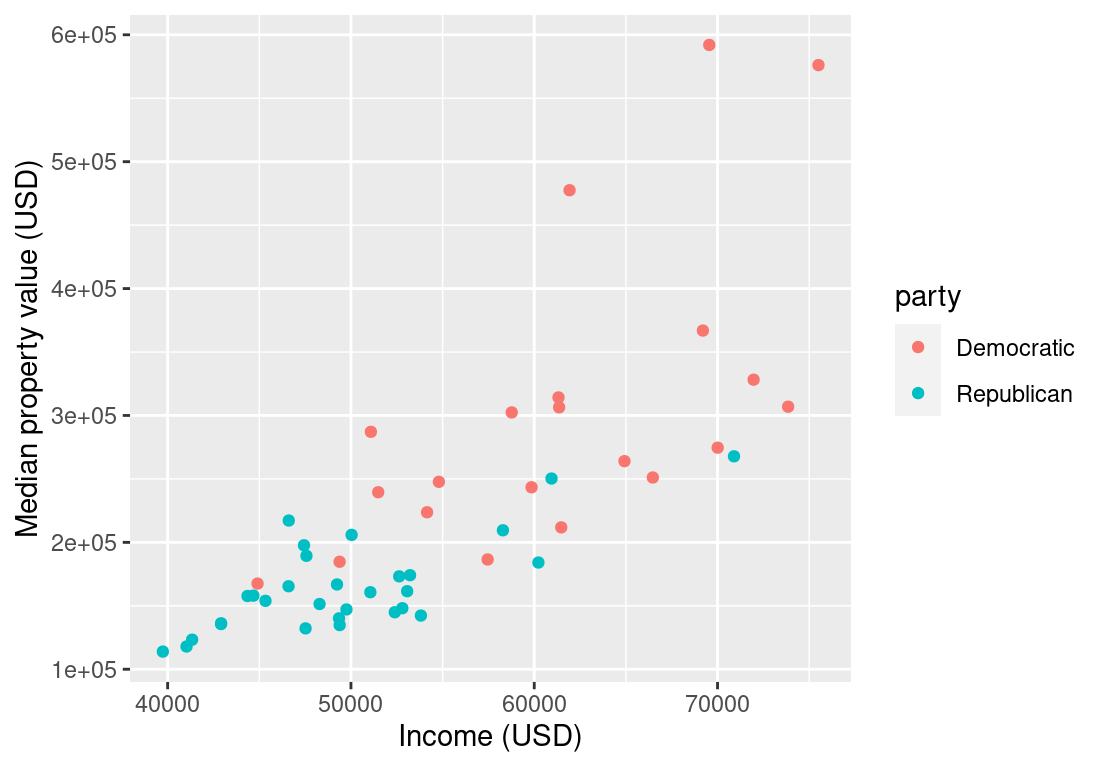 6e+05
5e+05
4e+05
3e+05
2e+05
1e+05
Median property value (USD)
40000 50000 60000 70000
Income (USD)
party
Democratic
Republican